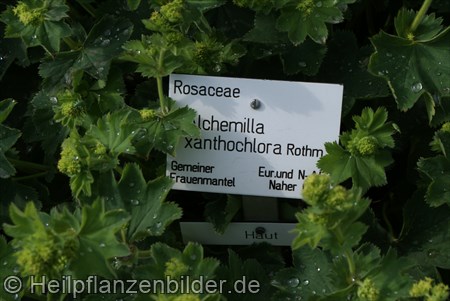 Rosaceae
lchemilla
xanthochlora Rothm
Gemeiner Eur.und N-A
Frauenmantel Naher
Haut
© Heilpflanzenbilder.de